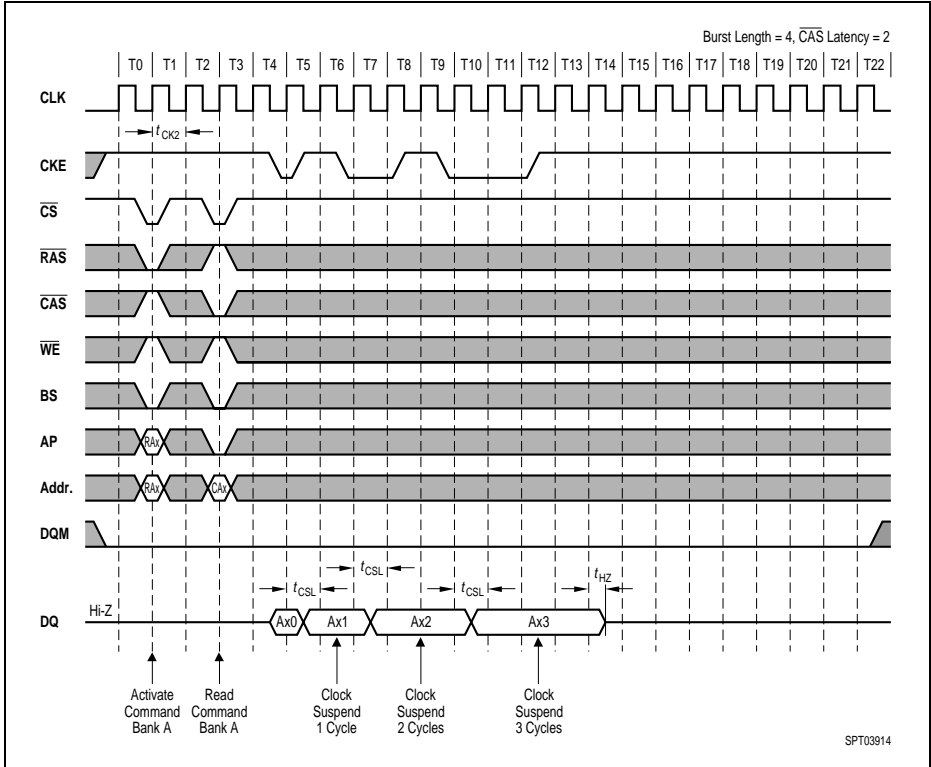 Burst Length = 4, CAS Latency = 2
T0 T1 T2 T3 T4 T5 T6 T7 T8 T9 T10 T11 T12 T13 T14 T15 T16 T17 T18 T19 T20 T21 T22
CLK
tCK2
CKE
CS
RAS
CAS
WE
BS
AP RAx
Addr. RAx CAx
DQM
tCSL tCSL tCSL tHZ
DQ Hi-Z Ax0 Ax1 Ax2 Ax3
Activate Command Bank A
Read Command Bank A
Clock Suspend 1 Cycle
Clock Suspend 2 Cycles
Clock Suspend 3 Cycles
SPT03914